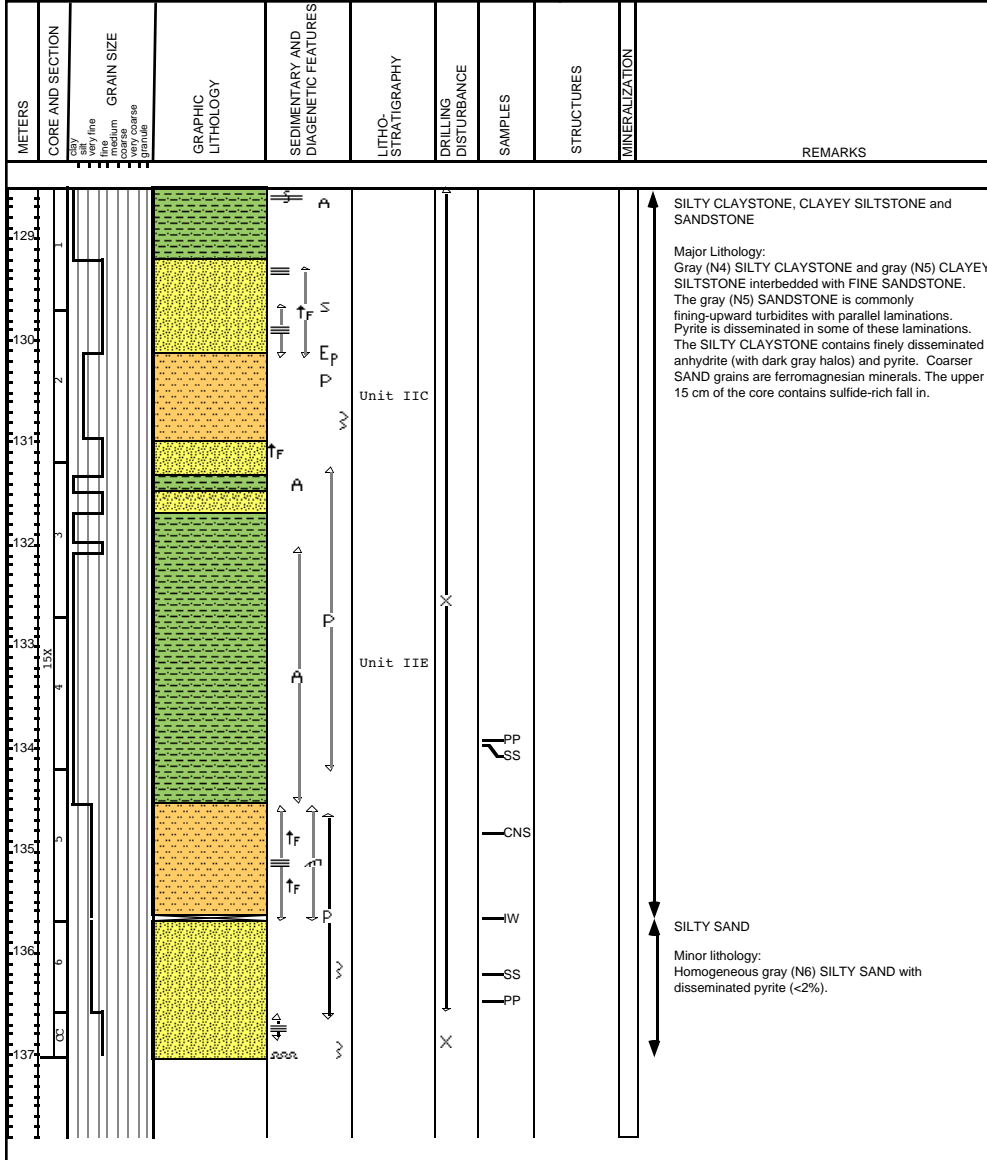 METERS
CORE AND SECTION
GRAIN SIZE
clay
silt
very fine
fine
medium
coarse
very coarse
granule
GRAPHIC
LITHOLOGY
SEDIMENTARY AND
DIAGENETIC FEATURES
LITHO-
STRATIGRAPHY
DRILLING
DISTURBANCE
SAMPLES
STRUCTURES
MINERALIZATION
REMARKS
129
130
131
132
133
134
135
136
137
15X
1
2
3
4
5
6
CC
S
A
F
S
E P
P
F
A
P
A
F
F
P
Unit IIC
Unit IIE
X
X
PP
SS
CNS
IW
SS
PP
SILTY CLAYSTONE, CLAYEY SILTSTONE and
SANDSTONE
Major Lithology:
Gray (N4) SILTY CLAYSTONE and gray (N5) CLAYEY
SILTSTONE interbedded with FINE SANDSTONE.
The gray (N5) SANDSTONE is commonly
fining-upward turbidites with parallel laminations.
Pyrite is disseminated in some of these laminations.
The SILTY CLAYSTONE contains finely disseminated
anhydrite (with dark gray halos) and pyrite. Coarser
SAND grains are ferromagnesian minerals. The upper
15 cm of the core contains sulfide-rich fall in.
SILTY SAND
Minor lithology:
Homogeneous gray (N6) SILTY SAND with
disseminated pyrite (<2%).